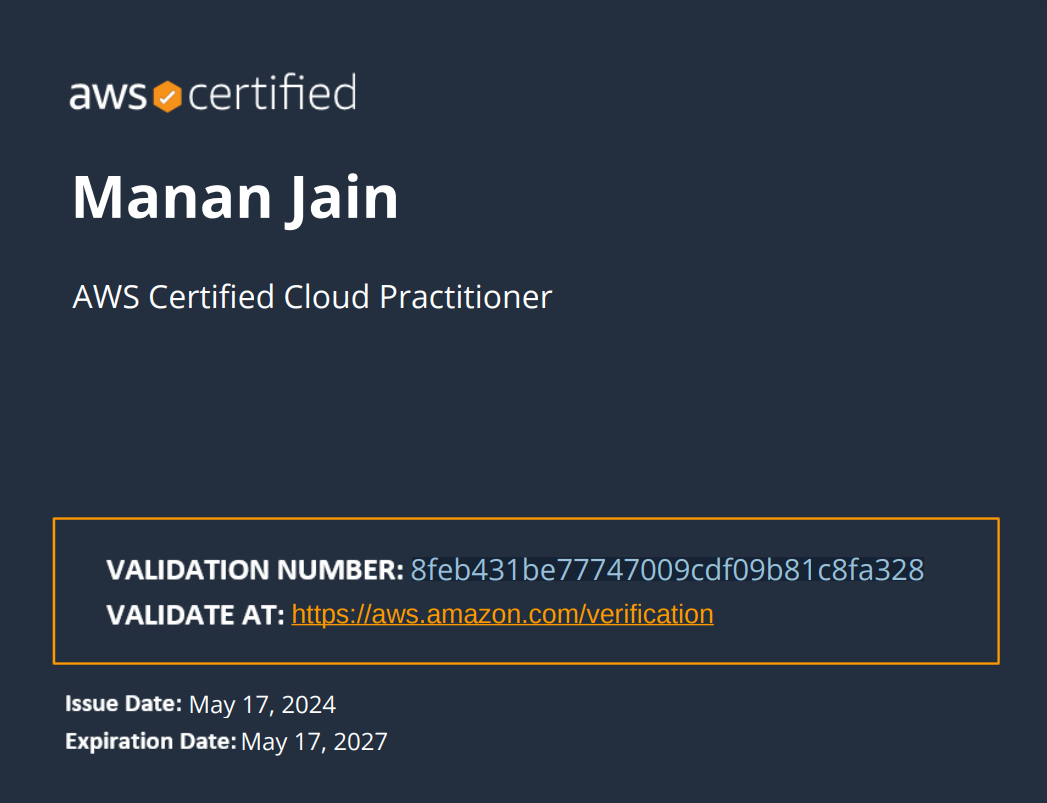 aws certified
Manan Jain
AWS Certified Cloud Practitioner
VALIDATION NUMBER: 8feb431be77747009cdf09b81c8fa328
VALIDATE AT: https://aws.amazon.com/verification
Issue Date: May 17, 2024
Expiration Date: May 17, 2027